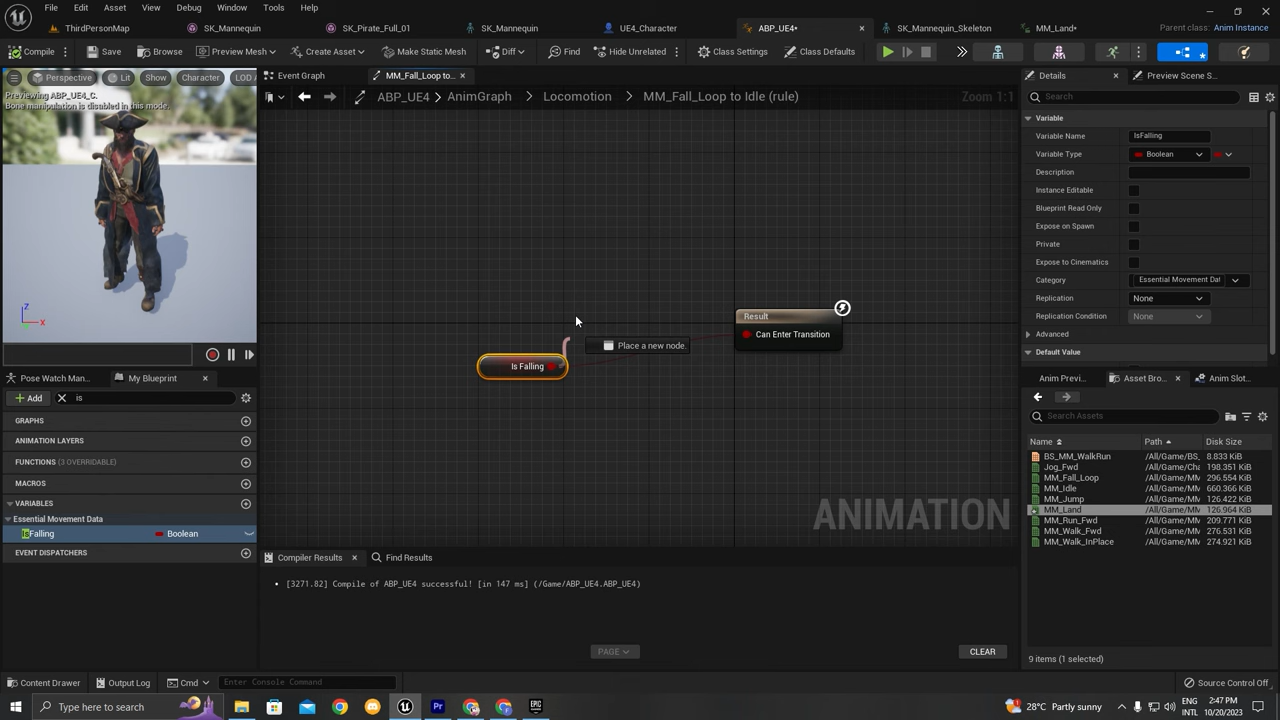 File Edit Asset View Debug Window Tools Help
ThirdPersonMap SK_Mannequin SK_Pirate_Full_01 SK_Mannequin UE4_Character ABP_UE4• SK_Mannequin_Skeleton MM_Land• Parent class: Anim Instance
Compile Save Browse Preview Mesh Create Asset Make Static Mesh Diff Find Hide Unrelated Class Settings Class Defaults
Perspective Lit Show Character LOD A
Previewing ABP_UE4_C.
Bone manipulation is disabled in this mode.
Z
X
Event Graph MM_Fall_Loop to...
ABP_UE4 > AnimGraph > Locomotion > MM_Fall_Loop to Idle (rule) Zoom 1:1
Result
Can Enter Transition
Place a new node.
Is Falling
ANIMATION
Pose Watch Man... My Blueprint
+ Add is
GRAPHS
ANIMATION LAYERS
FUNCTIONS (3 OVERRIDABLE)
MACROS
VARIABLES
Essential Movement Data
IsFalling Boolean
EVENT DISPATCHERS
Compiler Results Find Results
• [3271.82] Compile of ABP_UE4 successful! [in 147 ms] (/Game/ABP_UE4.ABP_UE4)
PAGE
CLEAR
Details Preview Scene S...
Search
Variable
Variable Name IsFalling
Variable Type Boolean
Description
Instance Editable
Blueprint Read Only
Expose on Spawn
Private
Expose to Cinematics
Category Essential Movement Dat
Replication None
Replication Condition None
Advanced
Default Value
Anim Previ... Asset Bro... Anim Slot...
Search Assets
Name Path Disk Size
BS_MM_WalkRun /All/Game/BS_ 8.833 KiB
Jog_Fwd /All/Game/Cha 198.351 KiB
MM_Fall_Loop /All/Game/MM 296.554 KiB
MM_Idle /All/Game/MM 660.366 KiB
MM_Jump /All/Game/MM 126.422 KiB
MM_Land /All/Game/MM 126.964 KiB
MM_Run_Fwd /All/Game/MM 209.771 KiB
MM_Walk_Fwd /All/Game/MM 276.531 KiB
MM_Walk_InPlace /All/Game/MM 274.921 KiB
9 items (1 selected)
Content Drawer Output Log Cmd Enter Console Command Source Control Off
Type here to search 28°C Partly sunny ENG INTL 2:47 PM 10/20/2023